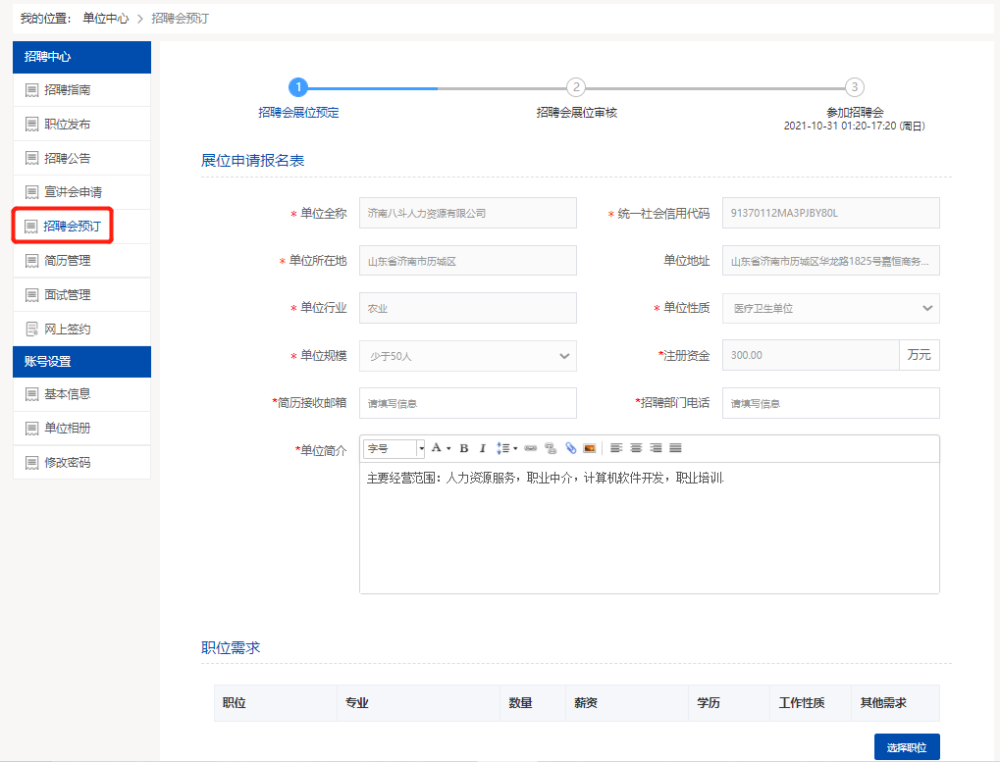 我的位置： 单位中心 > 招聘会预订
招聘中心
招聘指南
职位发布
招聘公告
宣讲会申请
招聘会预订
简历管理
面试管理
网上签约
账号设置
基本信息
单位相册
修改密码
1 2 3
招聘会展位预定 招聘会展位审核 参加招聘会
2021-10-31 01:20-17:20 (周日)
展位申请报名表
* 单位全称 济南八斗人力资源有限公司 * 统一社会信用代码 91370112MA3PJBY80L
* 单位所在地 山东省济南市历城区 单位地址 山东省济南市历城区华龙路1825号嘉恒商务...
* 单位行业 农业 * 单位性质 医疗卫生单位
* 单位规模 少于50人 *注册资金 300.00 万元
*简历接收邮箱 请填写信息 *招聘部门电话 请填写信息
*单位简介 字号 A B I
主要经营范围：人力资源服务，职业中介，计算机软件开发，职业培训.
职位需求
职位 专业 数量 薪资 学历 工作性质 其他需求
选择职位